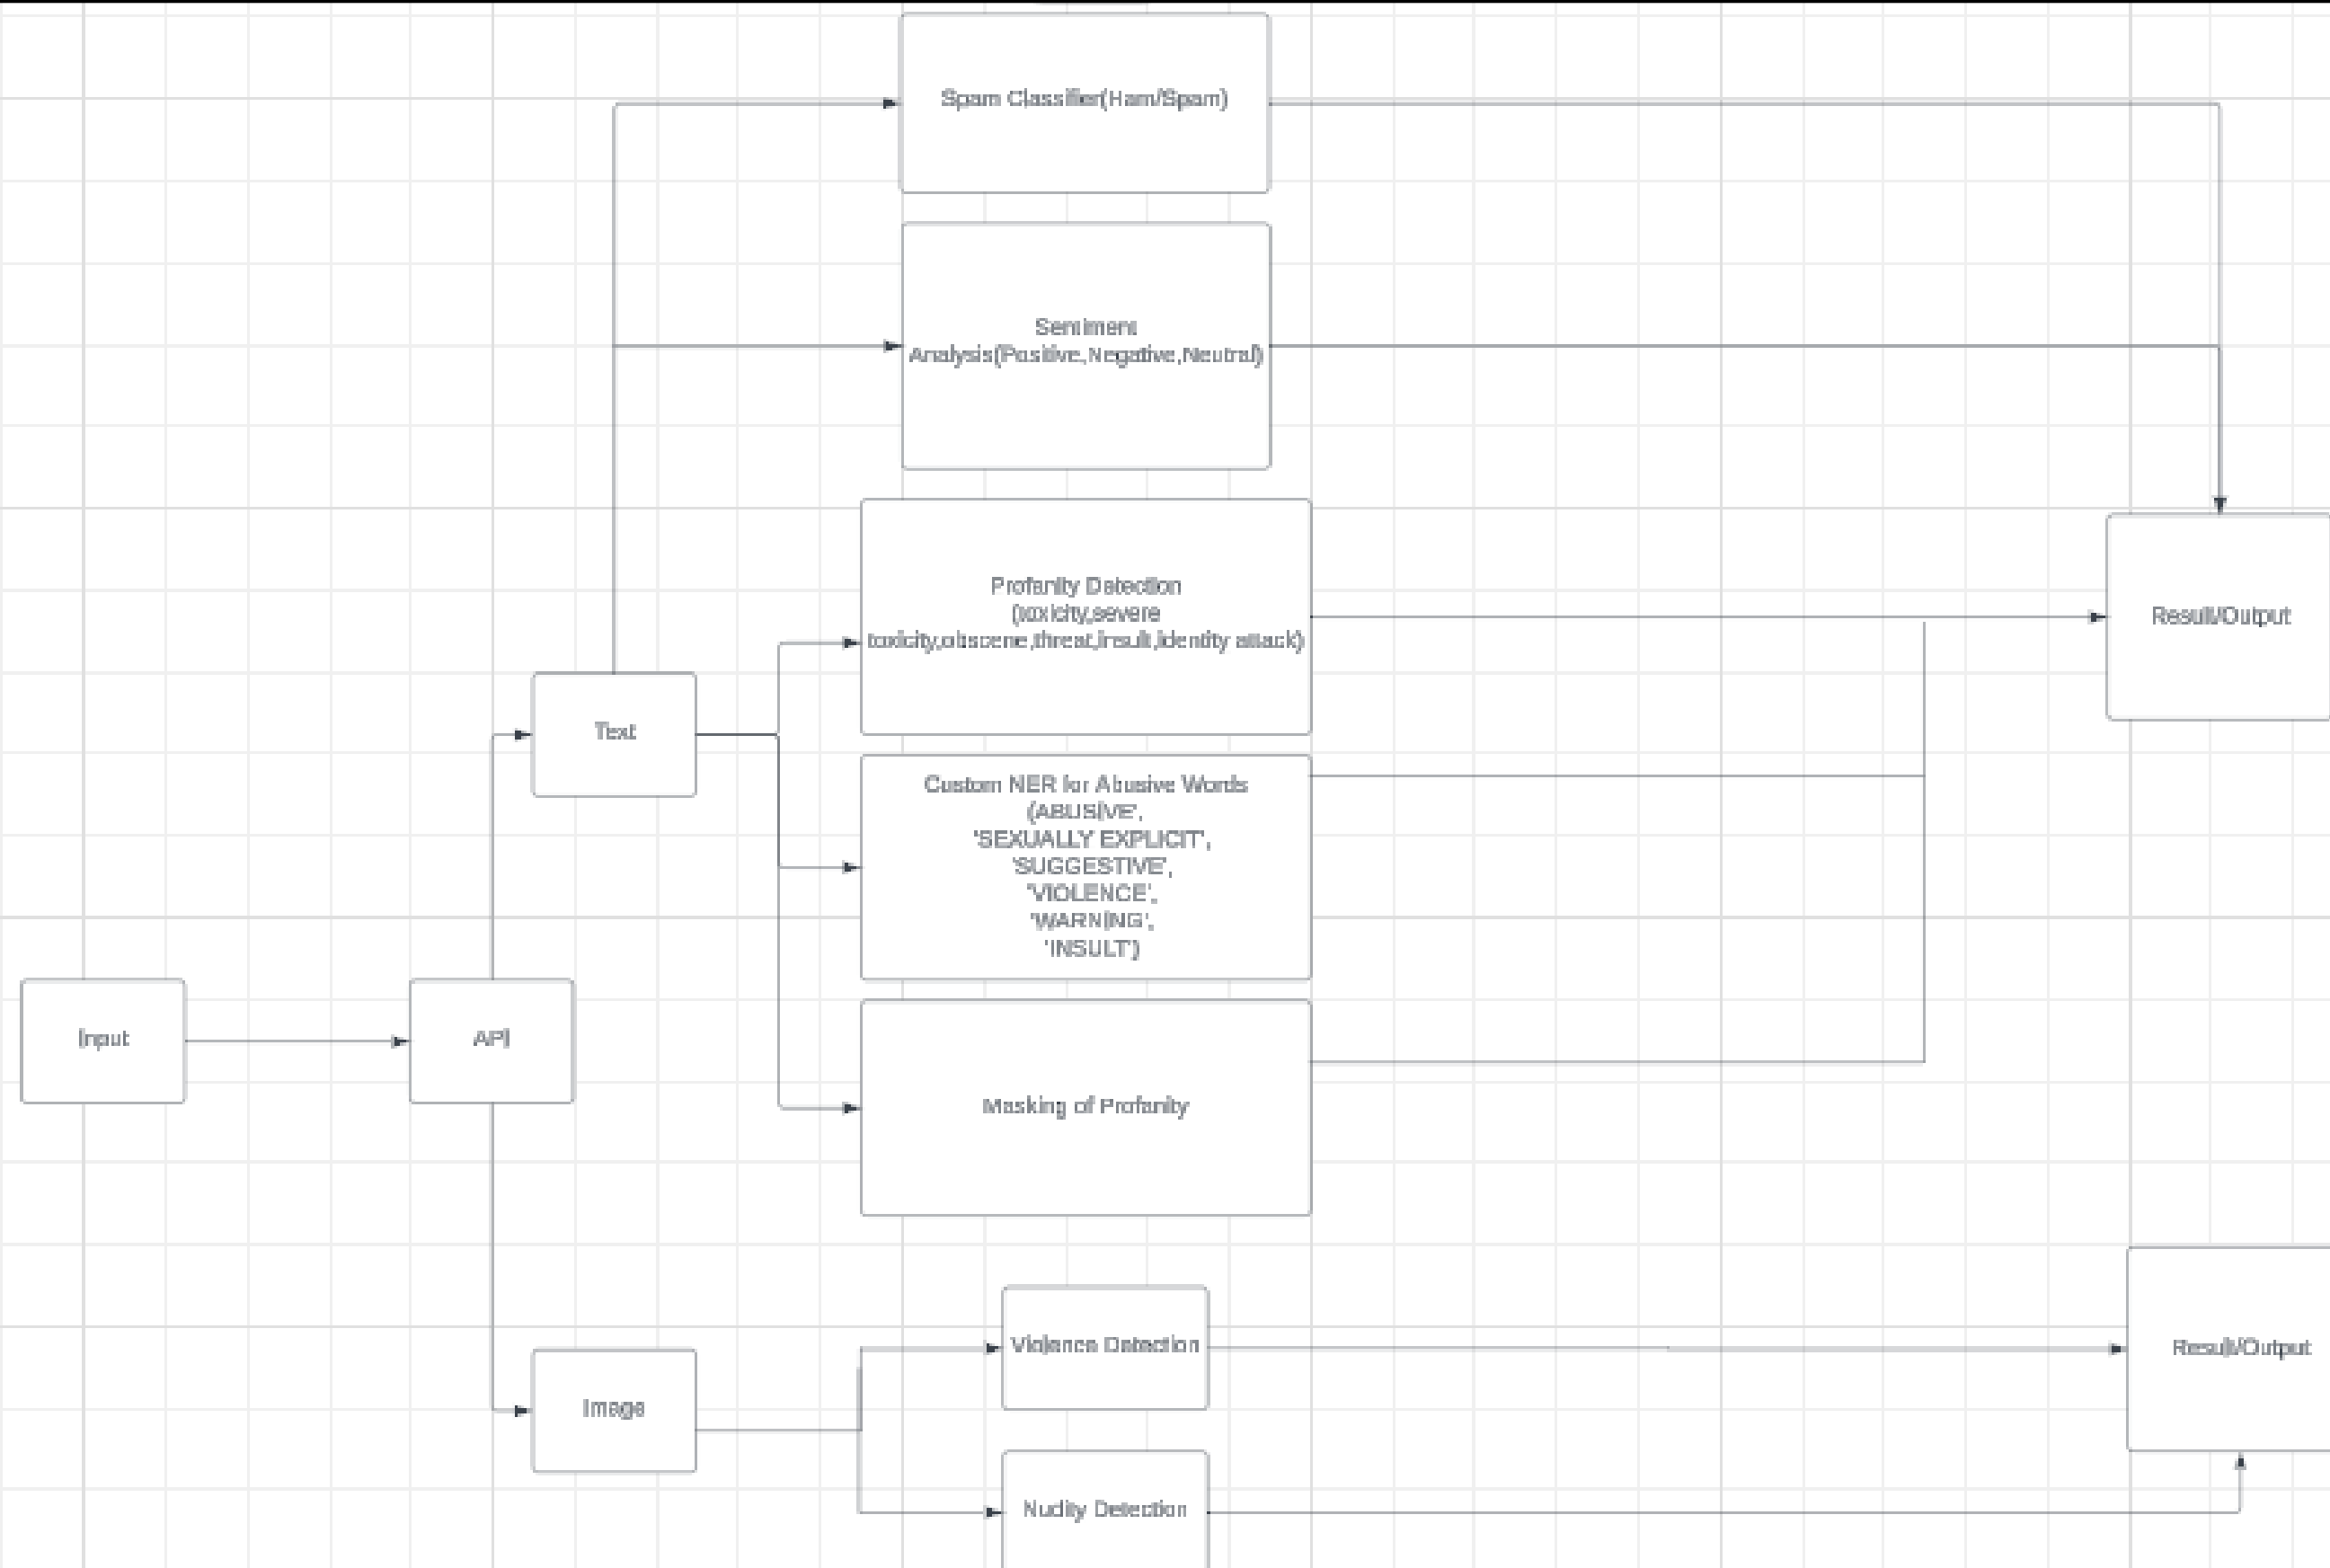 Spam Classifier(Ham/Spam)
Sentiment
Analysis(Positive,Negative,Neutral)
Profanity Detection
(toxicity,severe
toxicity,obscene,threat,insult,identity attack)
Result/Output
Text
Custom NER for Abusive Words
(ABUSIVE',
'SEXUALLY EXPLICIT',
'SUGGESTIVE',
'VIOLENCE',
'WARNING',
'INSULT')
Input
API
Masking of Profanity
Violence Detection
Result/Output
Image
Nudity Detection